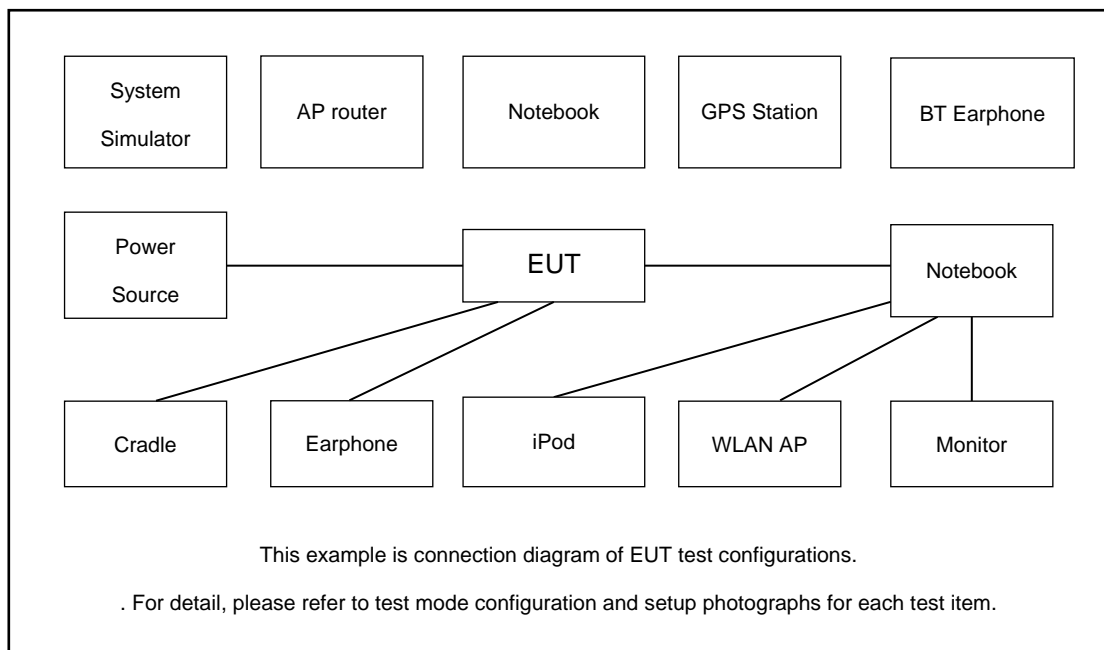 System
Simulator
AP router
Notebook
GPS Station
BT Earphone
Power
Source
EUT
Notebook
Cradle
Earphone
iPod
WLAN AP
Monitor
This example is connection diagram of EUT test configurations.
. For detail, please refer to test mode configuration and setup photographs for each test item.